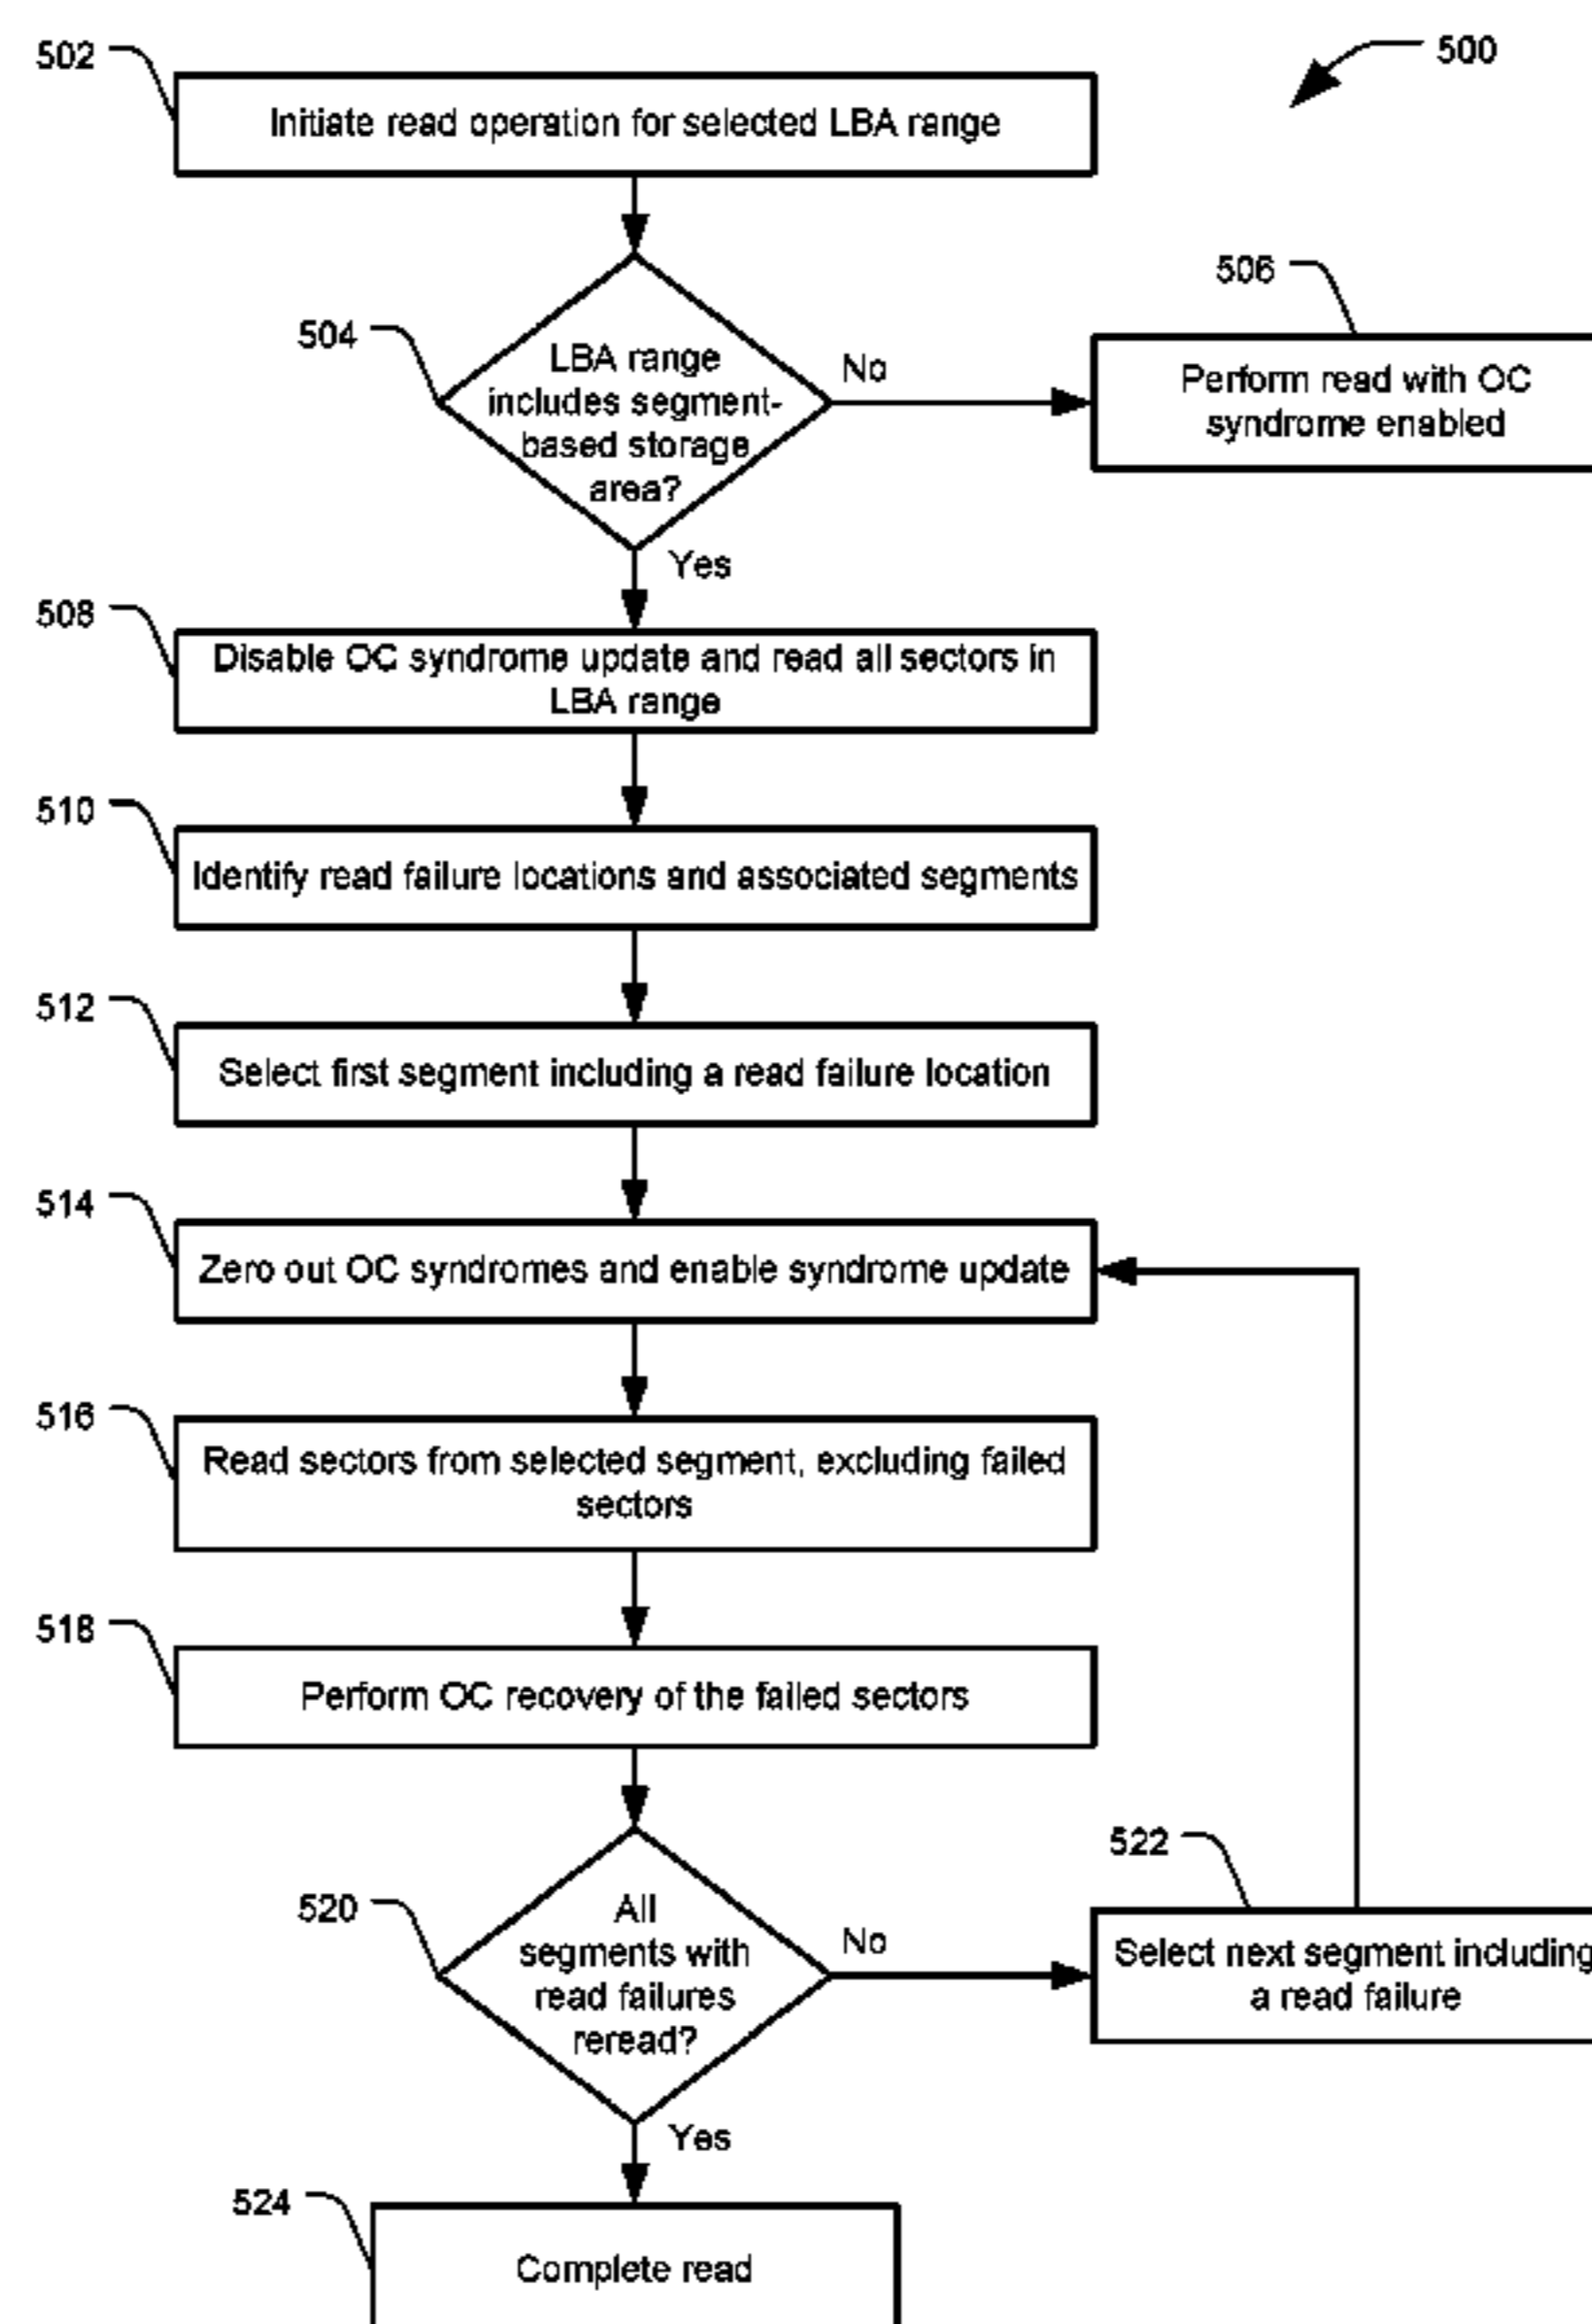 502
500
Initiate read operation for selected LBA range
506
504
LBA range
includes segment-
based storage
area?
No
Perform read with OC
syndrome enabled
Yes
508
Disable OC syndrome update and read all sectors in
LBA range
510
Identify read failure locations and associated segments
512
Select first segment including a read failure location
514
Zero out OC syndromes and enable syndrome update
516
Read sectors from selected segment, excluding failed
sectors
518
Perform OC recovery of the failed sectors
522
520
All
segments with
read failures
reread?
No
Select next segment including
a read failure
Yes
524
Complete read